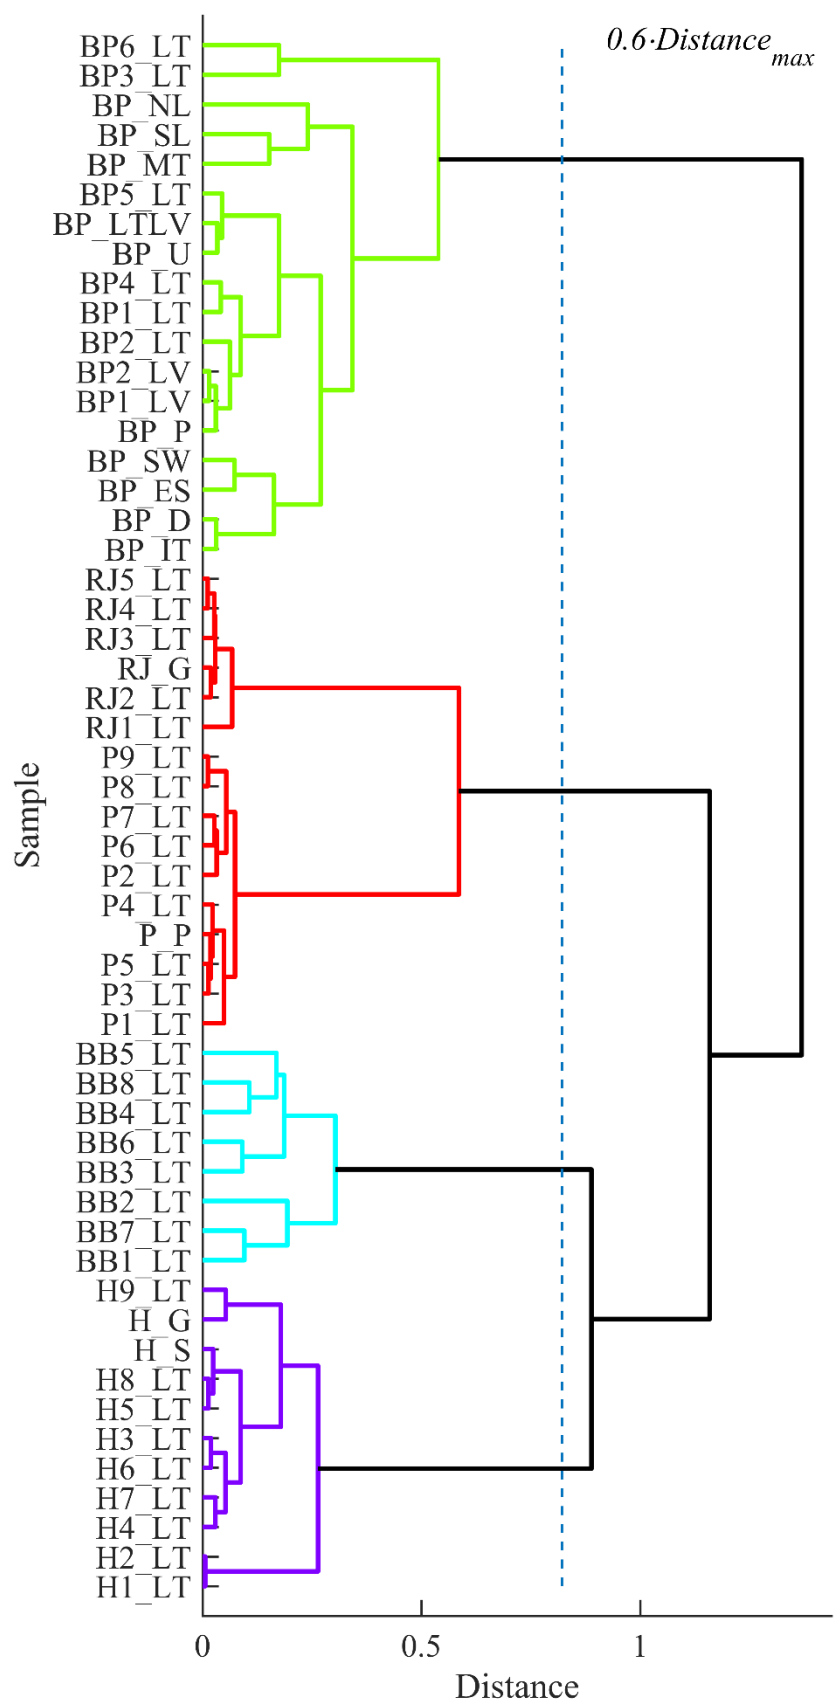 0.6·Distancemax
BP6_LT
BP3_LT
BP_NL
BP_SL
BP_MT
BP5_LT
BP_LTLV
BP_U
BP4_LT
BP1_LT
BP2_LT
BP2_LV
BP1_LV
BP_P
BP_SW
BP_ES
BP_D
BP_IT
RJ5_LT
RJ4_LT
RJ3_LT
RJ_G
RJ2_LT
RJ1_LT
P9_LT
P8_LT
P7_LT
P6_LT
P2_LT
P4_LT
P_P
P5_LT
P3_LT
P1_LT
BB5_LT
BB8_LT
BB4_LT
BB6_LT
BB3_LT
BB2_LT
BB7_LT
BB1_LT
H9_LT
H_G
H_S
H8_LT
H5_LT
H3_LT
H6_LT
H7_LT
H4_LT
H2_LT
H1_LT
Sample
0 0.5 1
Distance